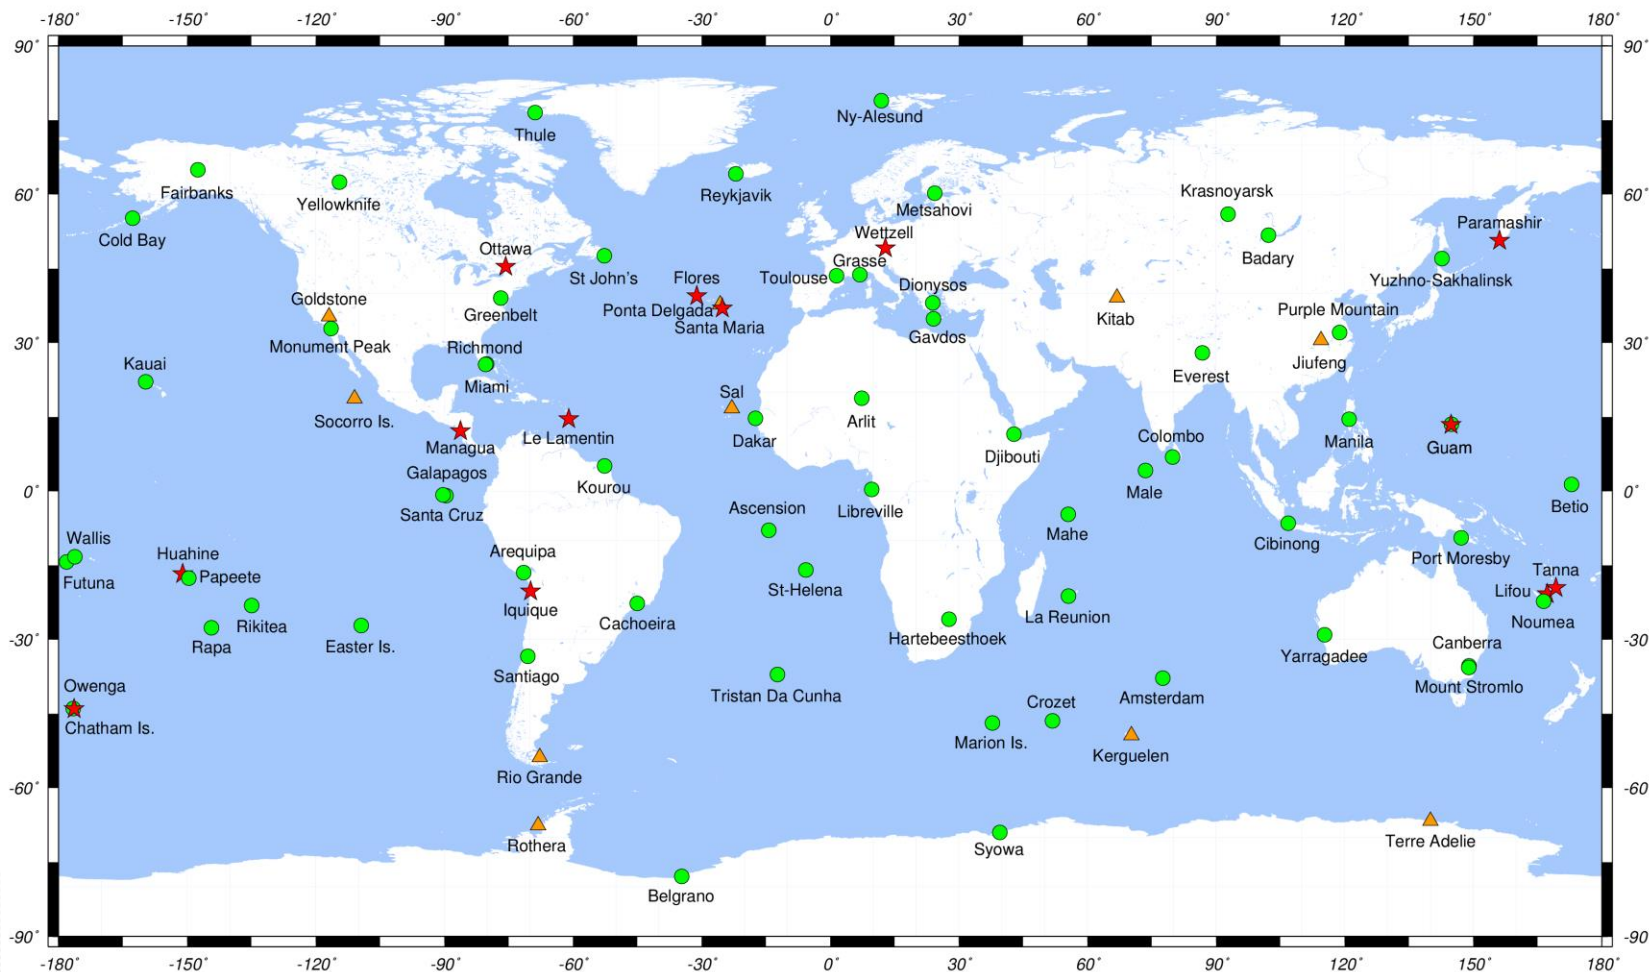 -180˚ -150˚ -120˚ -90˚ -60˚ -30˚ 0˚ 30˚ 60˚ 90˚ 120˚ 150˚ 180˚
90˚ 90˚
Ny-Alesund
Thule
Fairbanks
Reykjavik
Krasnoyarsk
60˚ 60˚
Yellowknife
Metsahovi
Paramashir
Cold Bay
Wettzell
Ottawa
Badary
Grasse
St John's
Flores
Toulouse
Yuzhno-Sakhalinsk
Dionysos
Goldstone
Ponta Delgada
Purple Mountain
Greenbelt
Kitab
Santa Maria
Gavdos
30˚ 30˚
Monument Peak
Richmond
Jiufeng
Kauai
Everest
Miami
Sal
Socorro Is.
Arlit
Le Lamentin
Dakar
Colombo
Manila
Managua
Guam
Djibouti
Galapagos
Kourou
Male
0˚ 0˚
Betio
Santa Cruz
Ascension
Libreville
Mahe
Wallis
Cibinong
Huahine
Arequipa
Port Moresby
Tanna
Futuna
Papeete
St-Helena
Lifou
Iquique
La Reunion
Rikitea
Cachoeira
Noumea
-30˚ -30
Rapa
Easter Is.
Hartebeesthoek
Canberra
Yarragadee
Santiago
Owenga
Tristan Da Cunha
Amsterdam
Mount Stromlo
Crozet
Chatham Is.
Marion Is.
Kerguelen
Rio Grande
-60˚ -60
Terre Adelie
Rothera
Syowa
Belgrano
-90˚ -90
-180˚ -150˚ -120˚ -90˚ -60˚ -30˚ 0˚ 30˚ 60˚ 90˚ 120˚ 150˚ 180˚